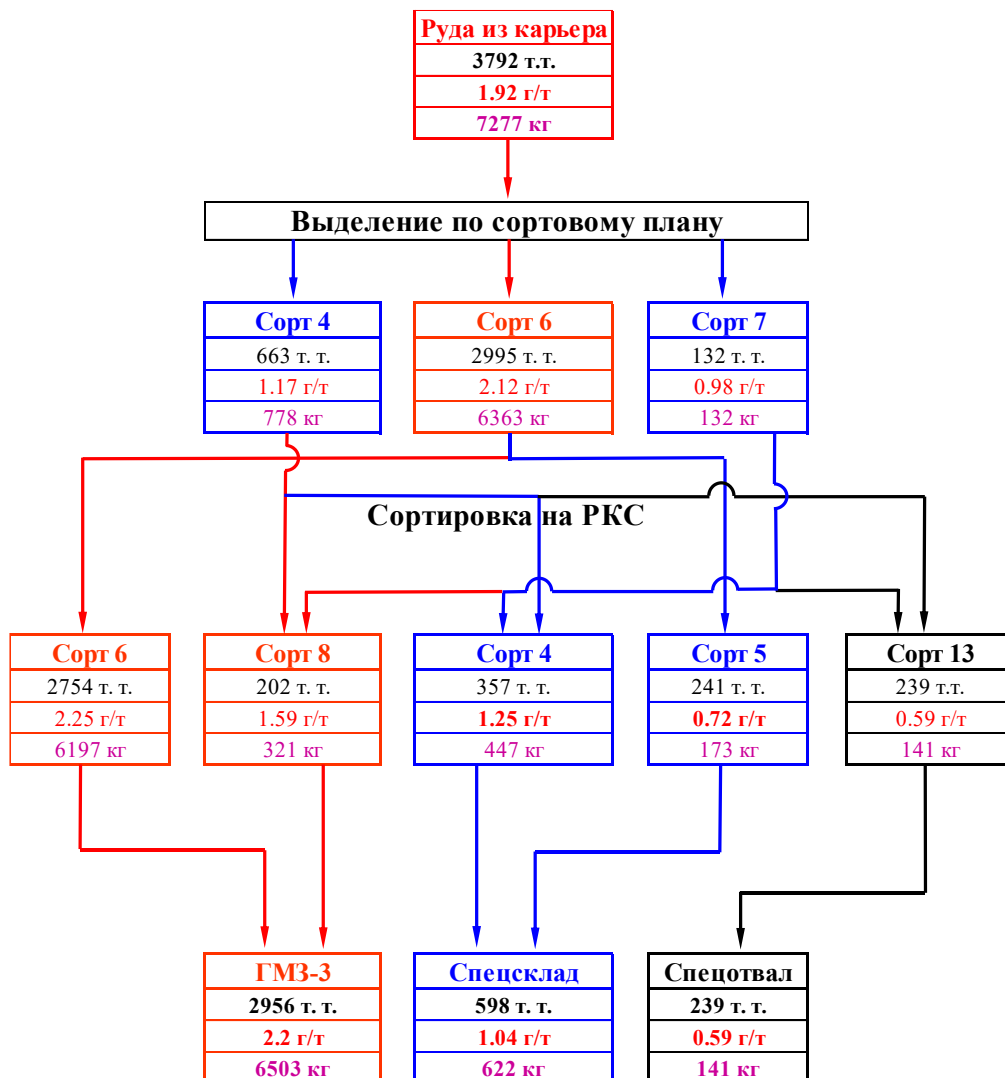 Руда из карьера
3792 т.т.
1.92 г/т
7277 кг
Выделение по сортовому плану
Сорт 4
663 т. т.
1.17 г/т
778 кг
Сорт 6
2995 т. т.
2.12 г/т
6363 кг
Сорт 7
132 т. т.
0.98 г/т
132 кг
Сортировка на РКС
Сорт 6
2754 т. т.
2.25 г/т
6197 кг
Сорт 8
202 т. т.
1.59 г/т
321 кг
Сорт 4
357 т. т.
1.25 г/т
447 кг
Сорт 5
241 т. т.
0.72 г/т
173 кг
Сорт 13
239 т.т.
0.59 г/т
141 кг
ГМЗ-3
2956 т. т.
2.2 г/т
6503 кг
Спецсклад
598 т. т.
1.04 г/т
622 кг
Спецотвал
239 т. т.
0.59 г/т
141 кг